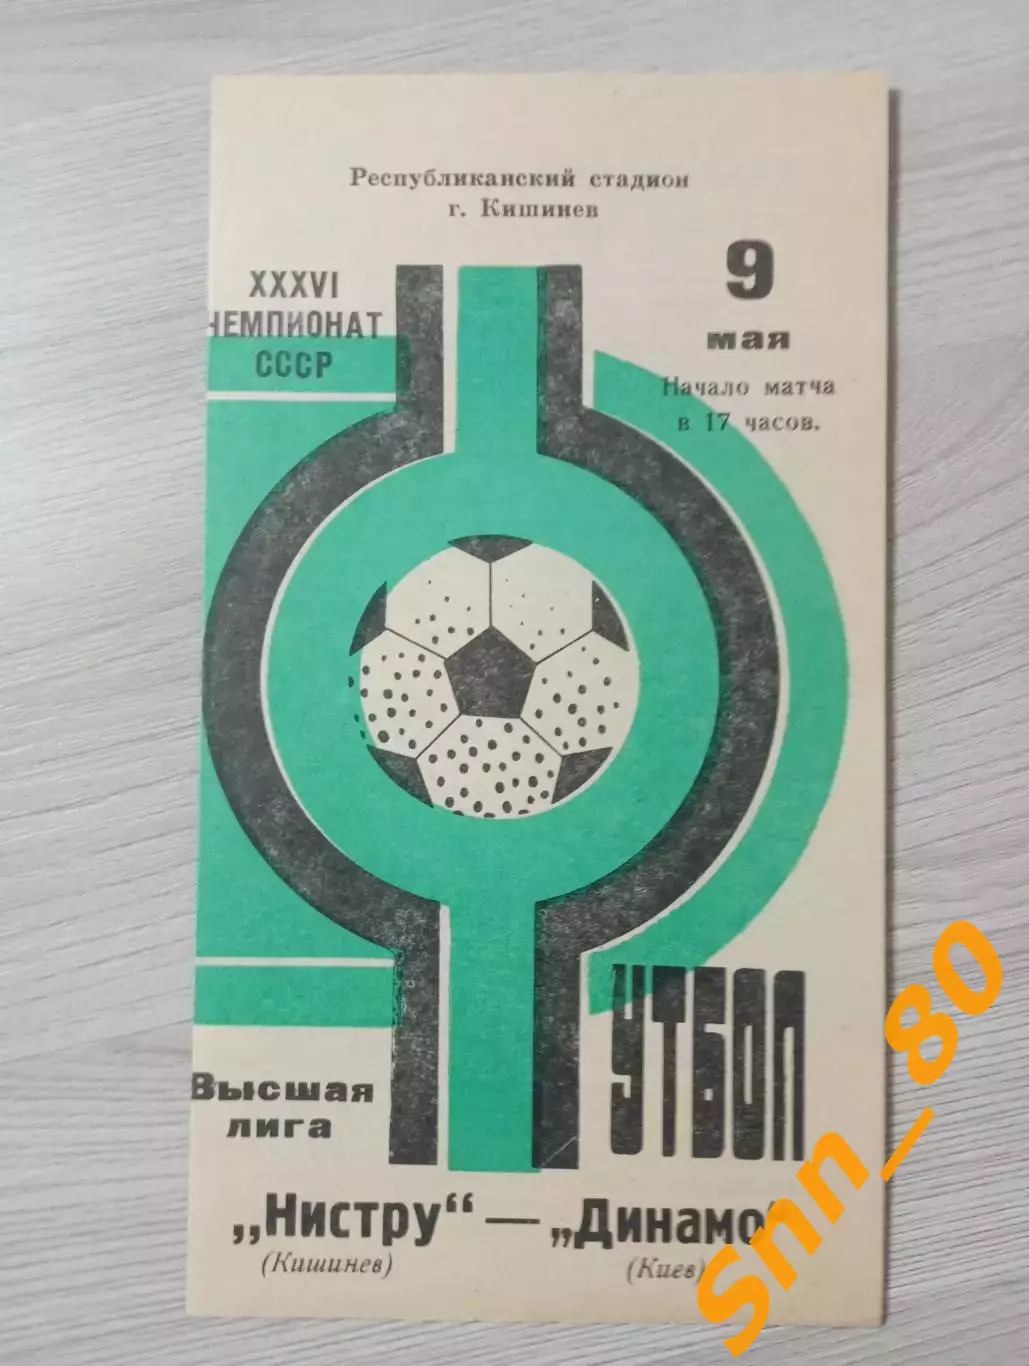 Республиканский стадион
г. Кишинев
XXXVI
ЧЕМПИОНАТ
СССР
9
мая
Начало матча
в 17 часов.
ФУТБОЛ
Высшая
лига
„Нистру“ — „Динамо“
(Кишинев) (Киев)
snn_80